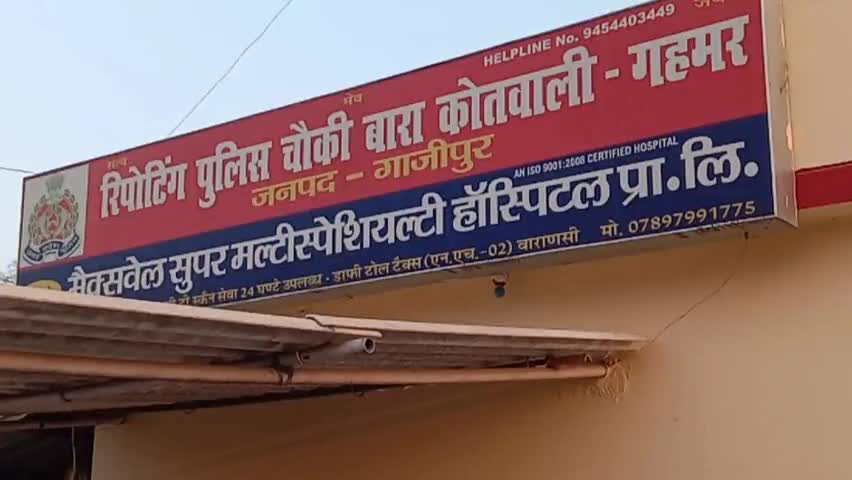 HELPLINE No. 9454403449
सेव
रिपोटिंग पुलिस चौकी बारा कोतवाली - गहमर
जनपद - गाजीपुर
AN ISO 9001:2008 CERTIFIED HOSPITAL
मैक्सवेल सुपर मल्टीस्पेशियल्टी हॉस्पिटल प्रा.लि.
टी स्कैन सेवा 24 घण्टे उपलब्ध - डाफी टोल टैक्स (एन.एच.-02) वाराणसी मो. 07897991775